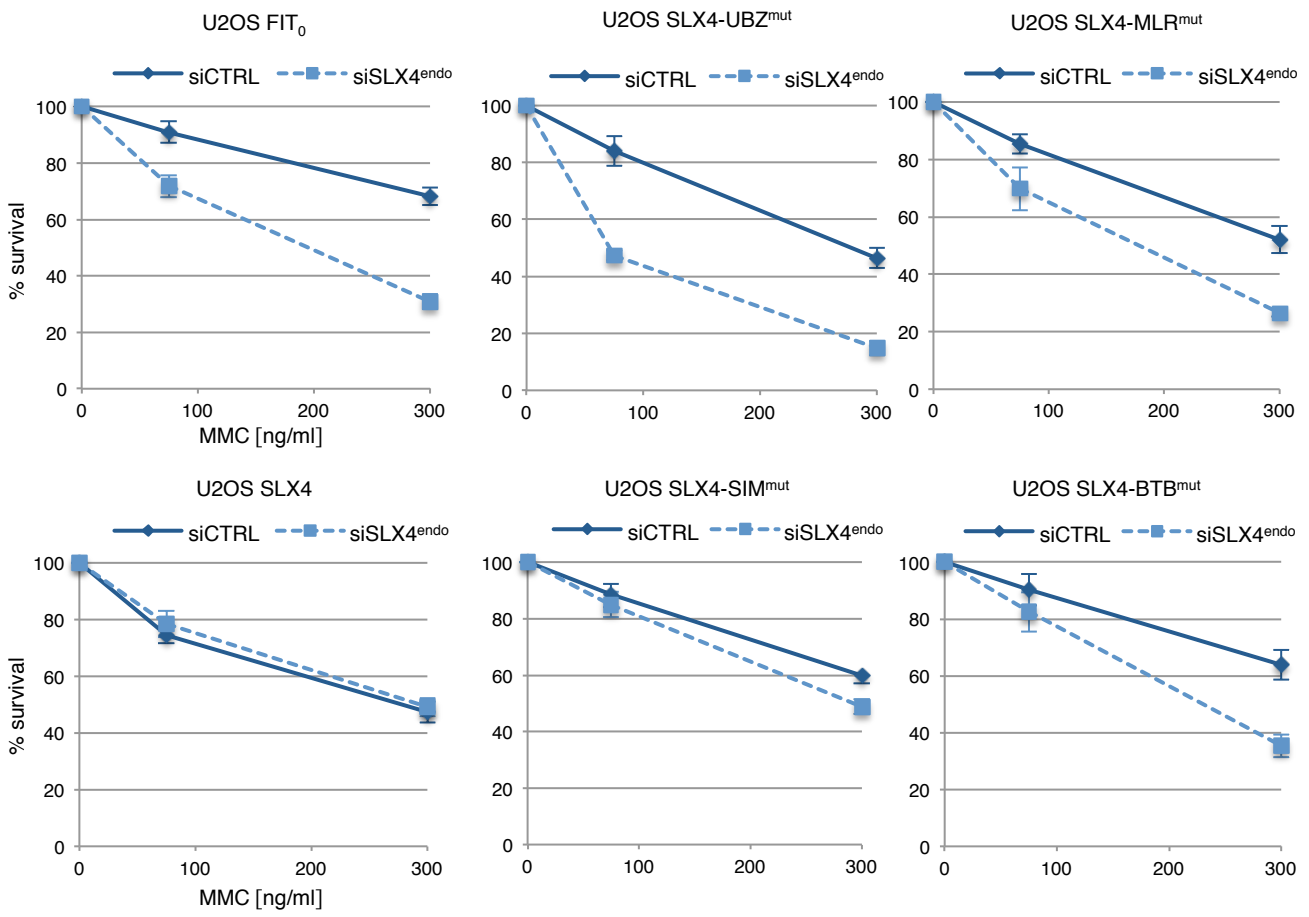 U2OS FIT0
siCTRL siSLX4endo
% survival
100
80
60
40
20
0
0 100 200 300
MMC [ng/ml]
U2OS SLX4-UBZmut
siCTRL siSLX4endo
100
80
60
40
20
0
0 100 200 300
U2OS SLX4-MLRmut
siCTRL siSLX4endo
100
80
60
40
20
0
0 100 200 300
U2OS SLX4
siCTRL siSLX4endo
% survival
100
80
60
40
20
0
0 100 200 300
MMC [ng/ml]
U2OS SLX4-SIMmut
siCTRL siSLX4endo
100
80
60
40
20
0
0 100 200 300
U2OS SLX4-BTBmut
siCTRL siSLX4endo
100
80
60
40
20
0
0 100 200 300